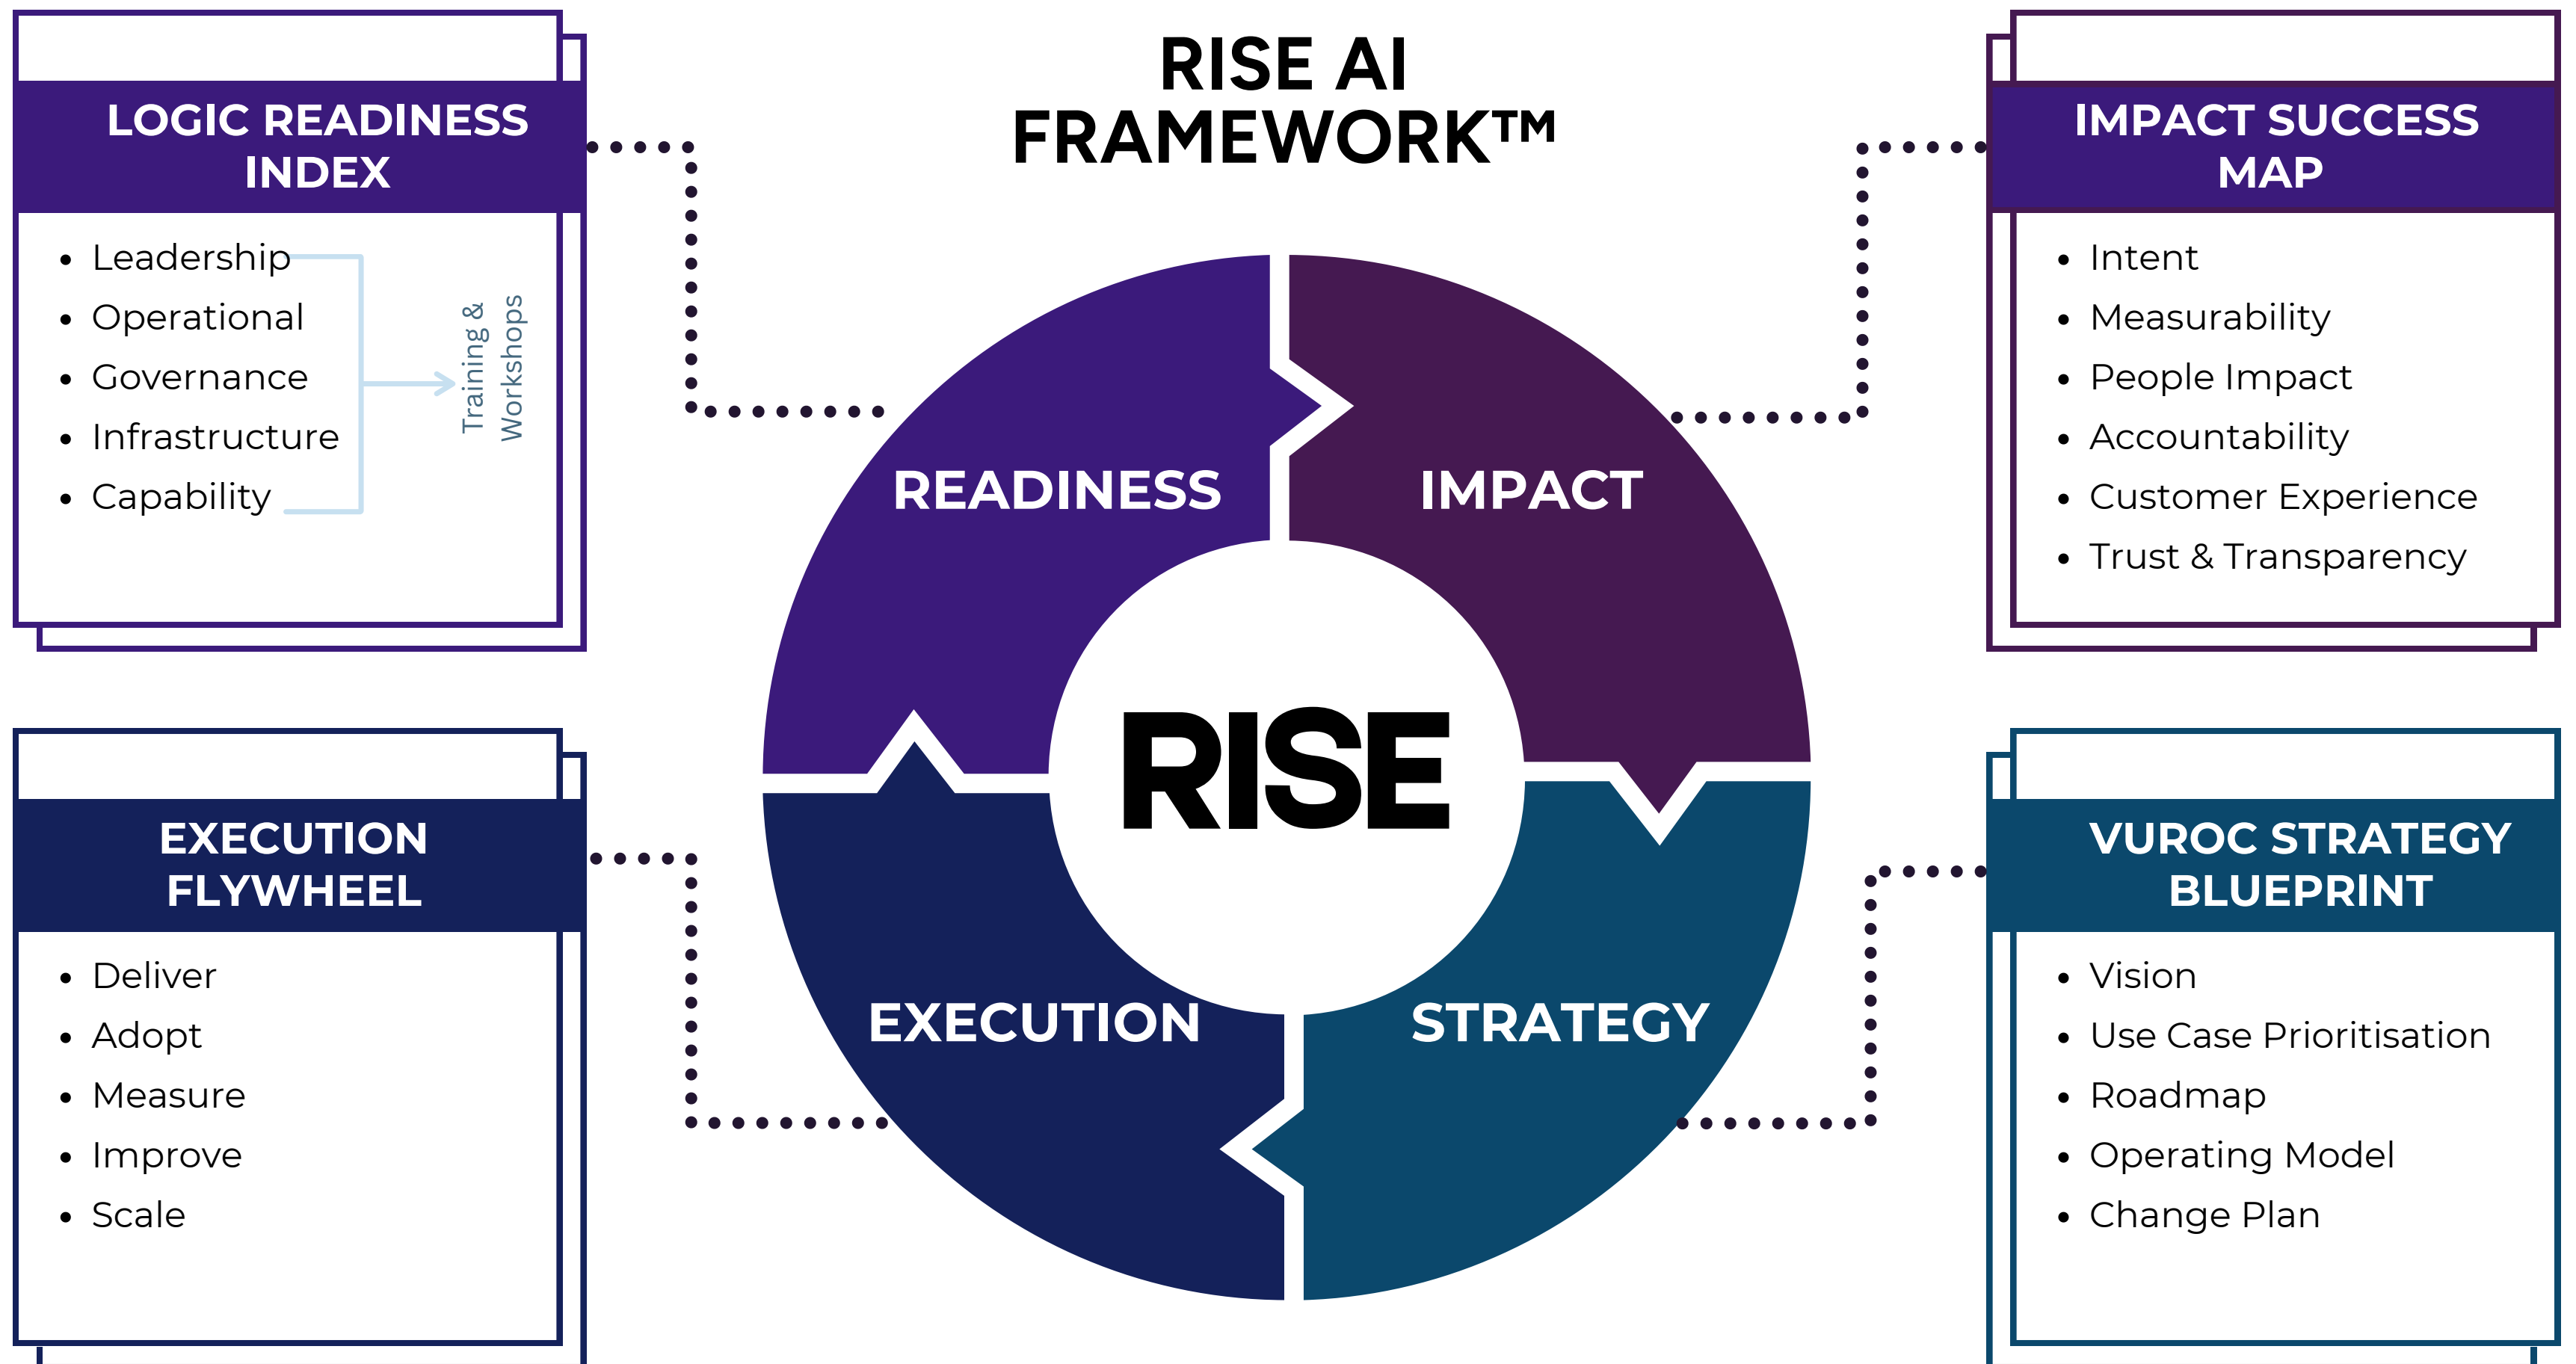 RISE AI
FRAMEWORK™
LOGIC READINESS
INDEX
Leadership
Operational
Governance
Infrastructure
Capability
Training &
Workshops
IMPACT SUCCESS
MAP
Intent
Measurability
People Impact
Accountability
Customer Experience
Trust & Transparency
READINESS
IMPACT
RISE
EXECUTION
STRATEGY
EXECUTION
FLYWHEEL
Deliver
Adopt
Measure
Improve
Scale
VUROC STRATEGY
BLUEPRINT
Vision
Use Case Prioritisation
Roadmap
Operating Model
Change Plan